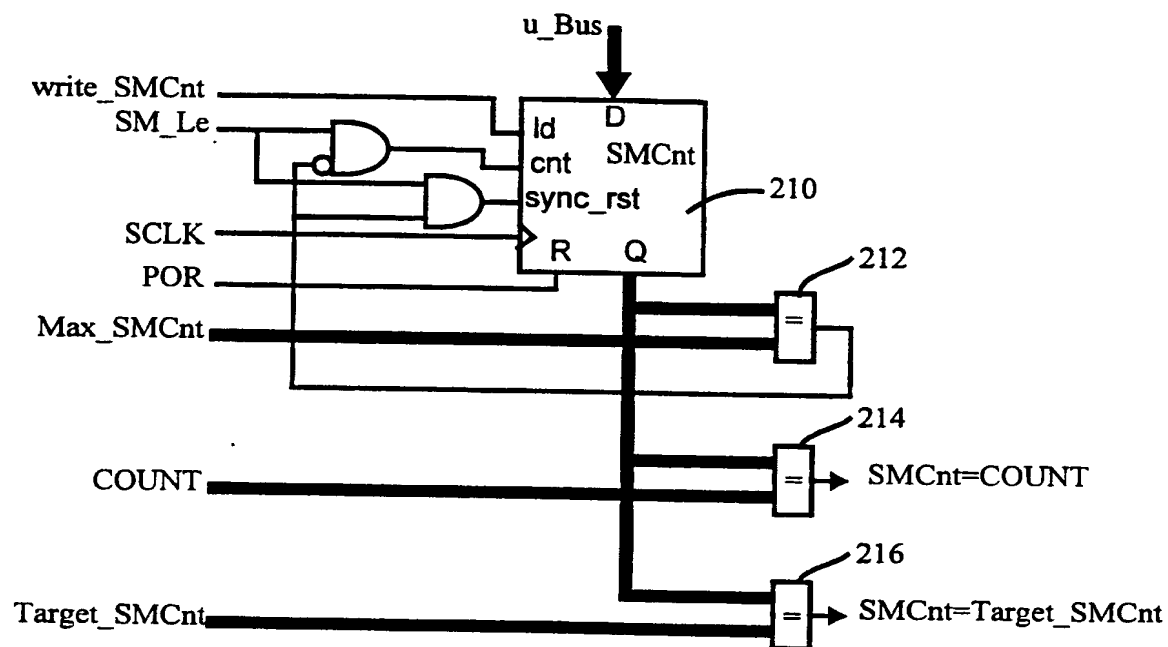 u_Bus
write_SMCnt
SM_Le
ld
D
cnt
SMCnt
sync_rst
210
SCLK
R
Q
POR
212
Max_SMCnt
=
214
COUNT
=
SMCnt=COUNT
216
Target_SMCnt
=
SMCnt=Target_SMCnt